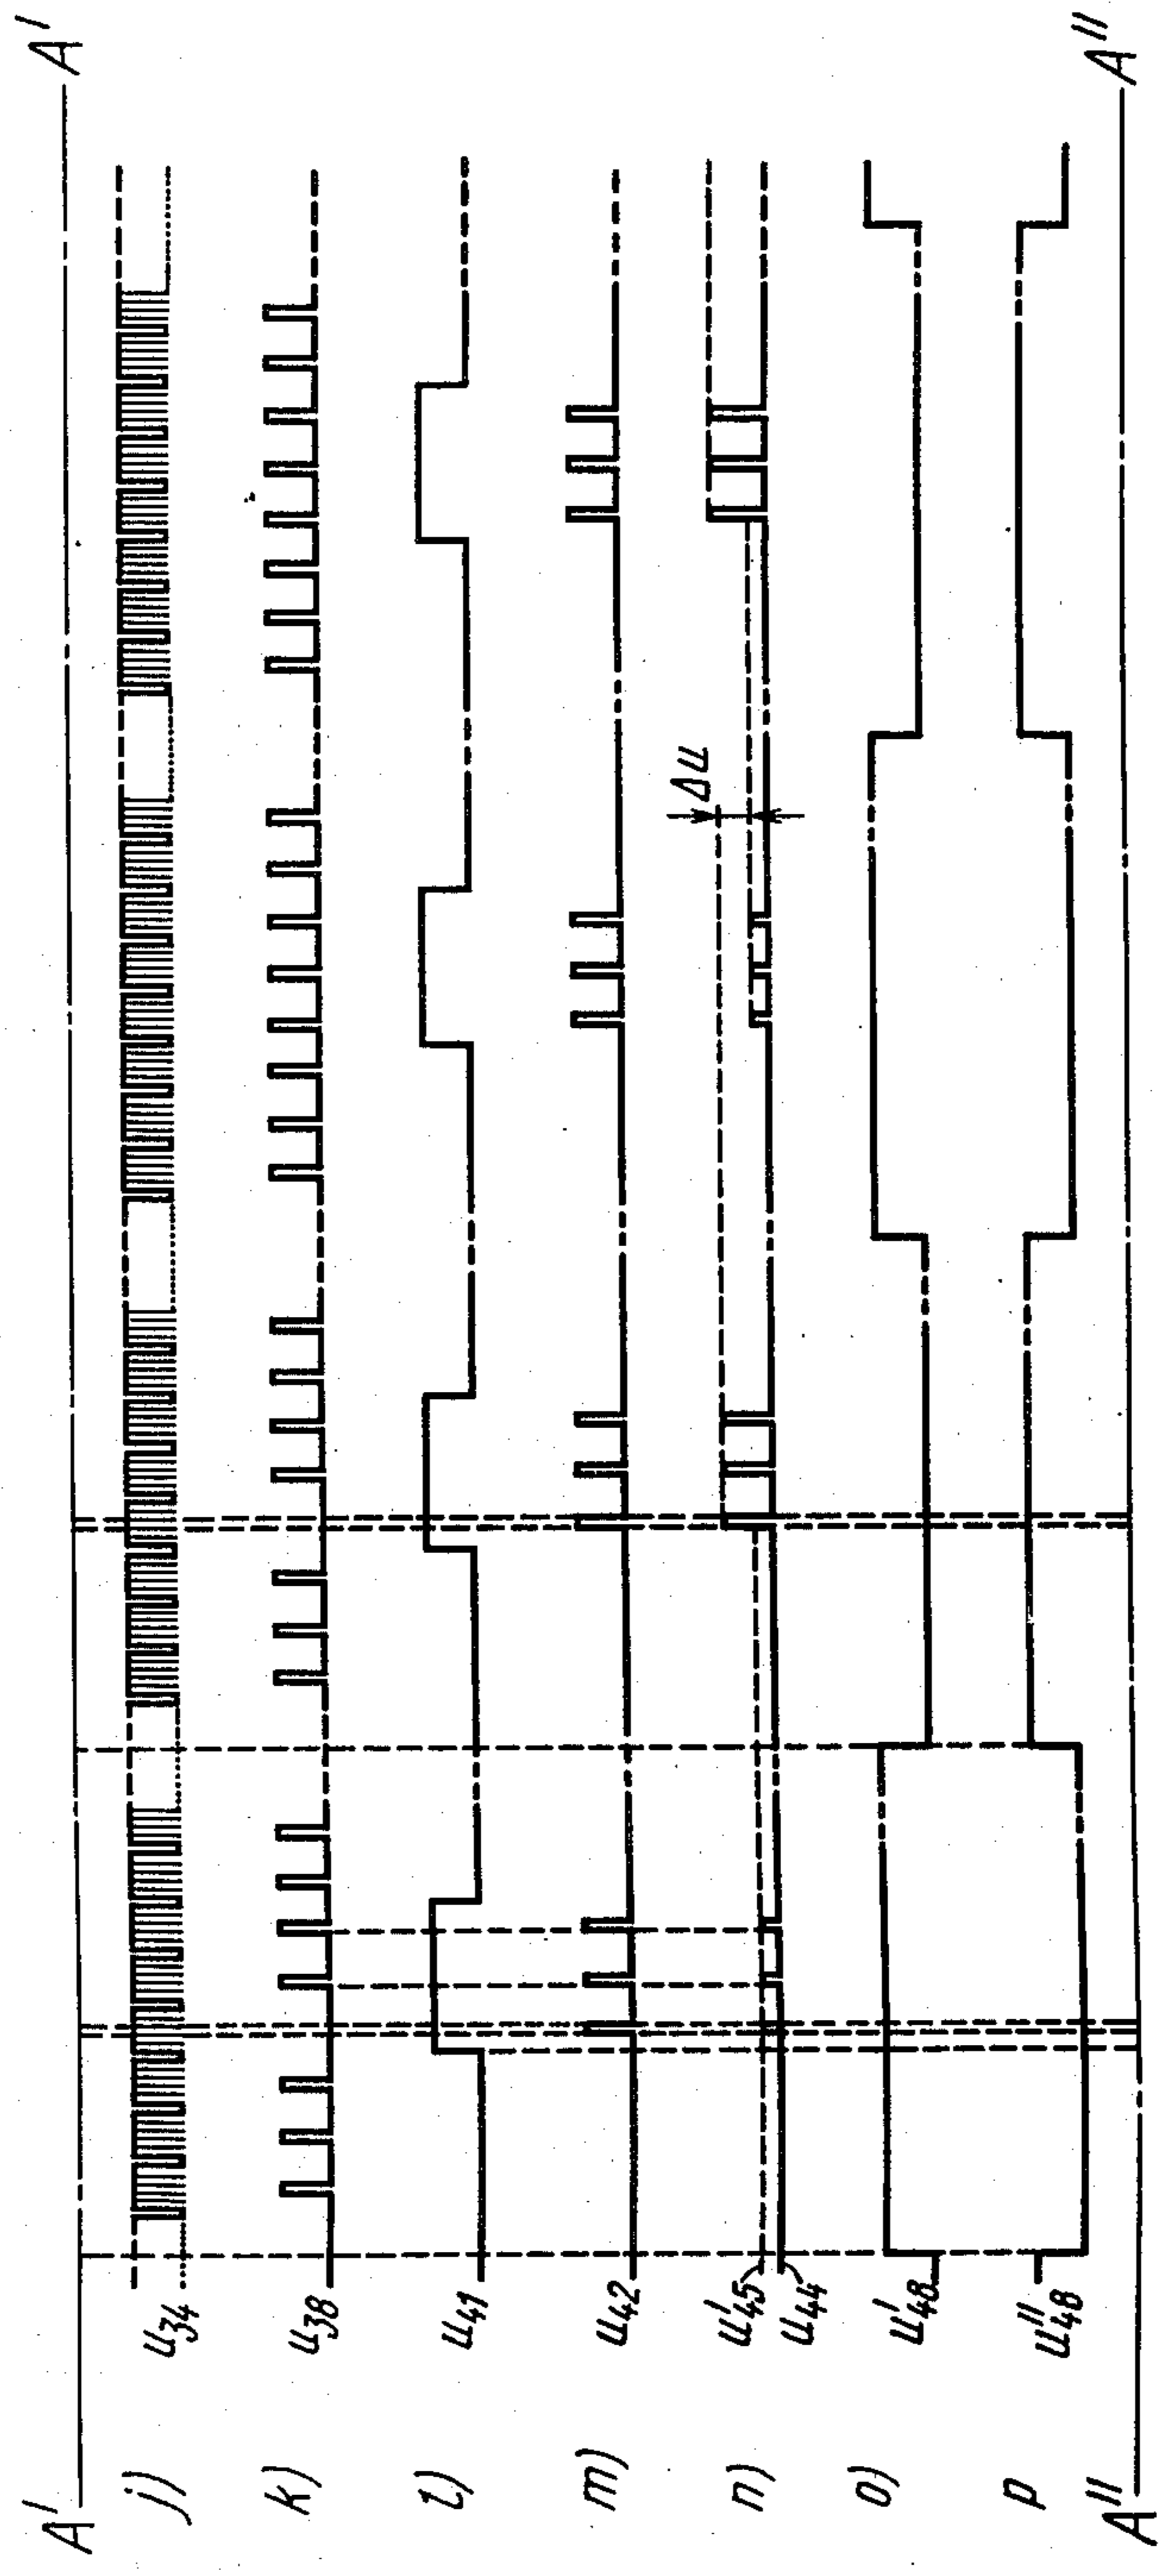 A' A'
j) u34
k) u38
l) u41
m) u42
n) u'45 u44 Δu
o) u'48
p u''48
A'' A''